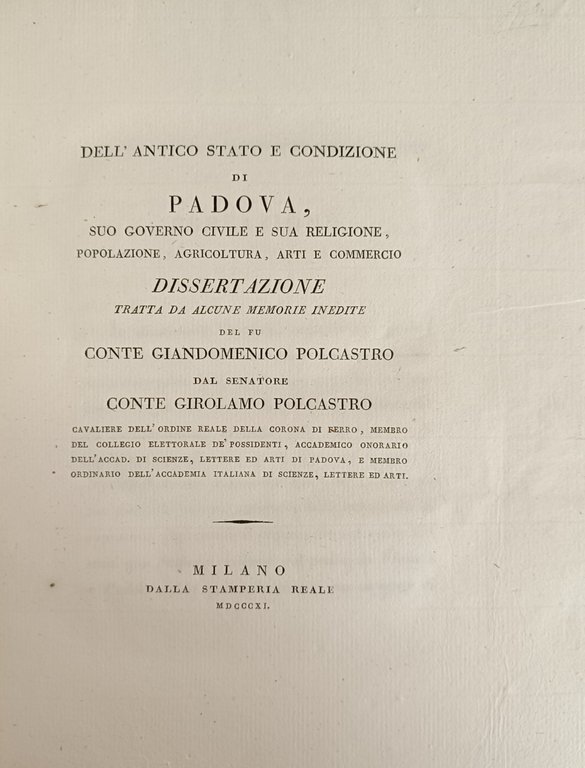 DELL' ANTICO STATO E CONDIZIONE
DI
PADOVA,
SUO GOVERNO CIVILE E SUA RELIGIONE,
POPOLAZIONE, AGRICOLTURA, ARTI E COMMERCIO
DISSERTAZIONE
TRATTA DA ALCUNE MEMORIE INEDITE
DEL FU
CONTE GIANDOMENICO POLCASTRO
DAL SENATORE
CONTE GIROLAMO POLCASTRO
CAVALIERE DELL'ORDINE REALE DELLA CORONA DI FERRO, MEMBRO
DEL COLLEGIO ELETTORALE DE'POSSIDENTI, ACCADEMICO ONORARIO
DELL'ACCAD. DI SCIENZE, LETTERE ED ARTI DI PADOVA, E MEMBRO
ORDINARIO DELL'ACCADEMIA ITALIANA DI SCIENZE, LETTERE ED ARTI.
MILANO
DALLA STAMPERIA REALE
MDCCCXI.